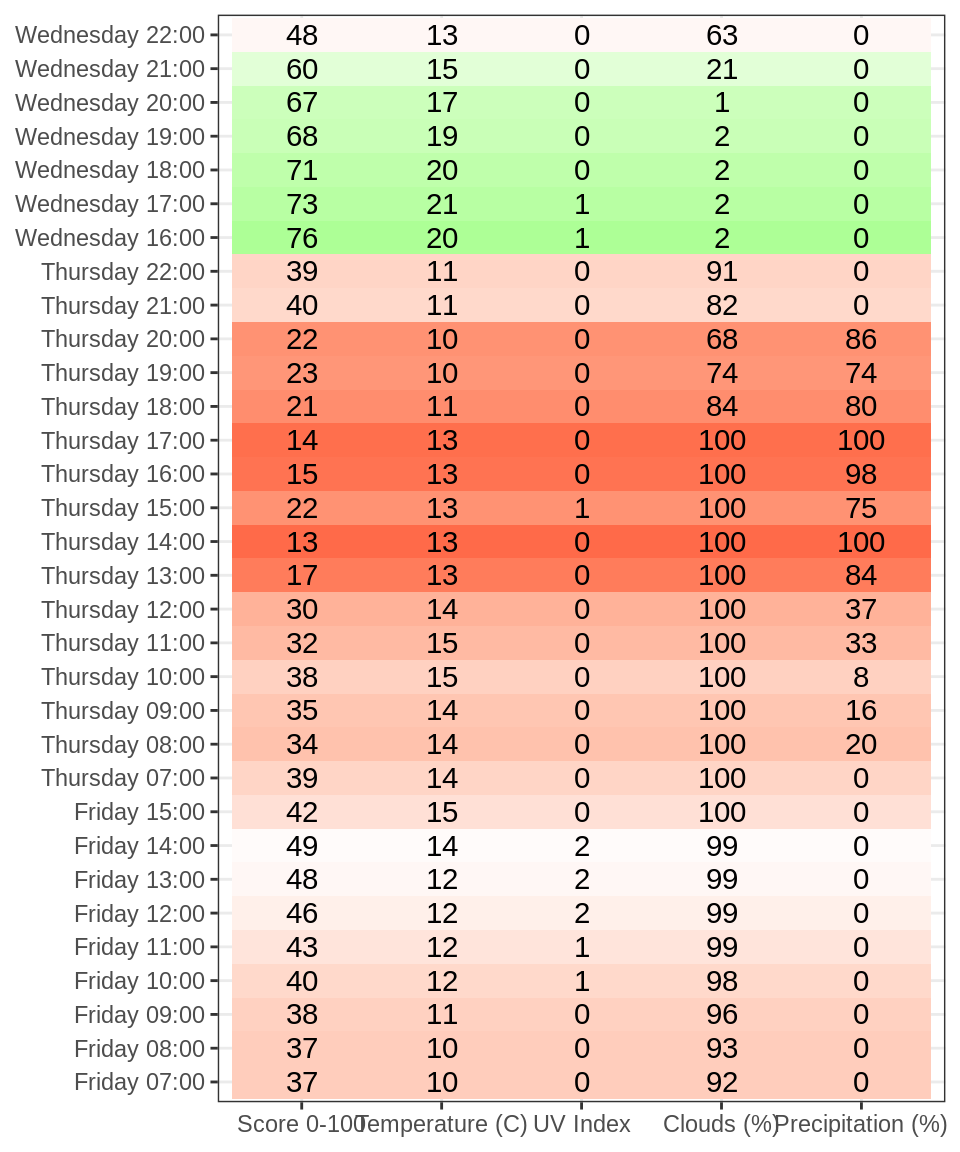 Wednesday 22:00 48 13 0 63 0
Wednesday 21:00 60 15 0 21 0
Wednesday 20:00 67 17 0 1 0
Wednesday 19:00 68 19 0 2 0
Wednesday 18:00 71 20 0 2 0
Wednesday 17:00 73 21 1 2 0
Wednesday 16:00 76 20 1 2 0
Thursday 22:00 39 11 0 91 0
Thursday 21:00 40 11 0 82 0
Thursday 20:00 22 10 0 68 86
Thursday 19:00 23 10 0 74 74
Thursday 18:00 21 11 0 84 80
Thursday 17:00 14 13 0 100 100
Thursday 16:00 15 13 0 100 98
Thursday 15:00 22 13 1 100 75
Thursday 14:00 13 13 0 100 100
Thursday 13:00 17 13 0 100 84
Thursday 12:00 30 14 0 100 37
Thursday 11:00 32 15 0 100 33
Thursday 10:00 38 15 0 100 8
Thursday 09:00 35 14 0 100 16
Thursday 08:00 34 14 0 100 20
Thursday 07:00 39 14 0 100 0
Friday 15:00 42 15 0 100 0
Friday 14:00 49 14 2 99 0
Friday 13:00 48 12 2 99 0
Friday 12:00 46 12 2 99 0
Friday 11:00 43 12 1 99 0
Friday 10:00 40 12 1 98 0
Friday 09:00 38 11 0 96 0
Friday 08:00 37 10 0 93 0
Friday 07:00 37 10 0 92 0
Score 0-100 Temperature (C) UV Index Clouds (%) Precipitation (%)